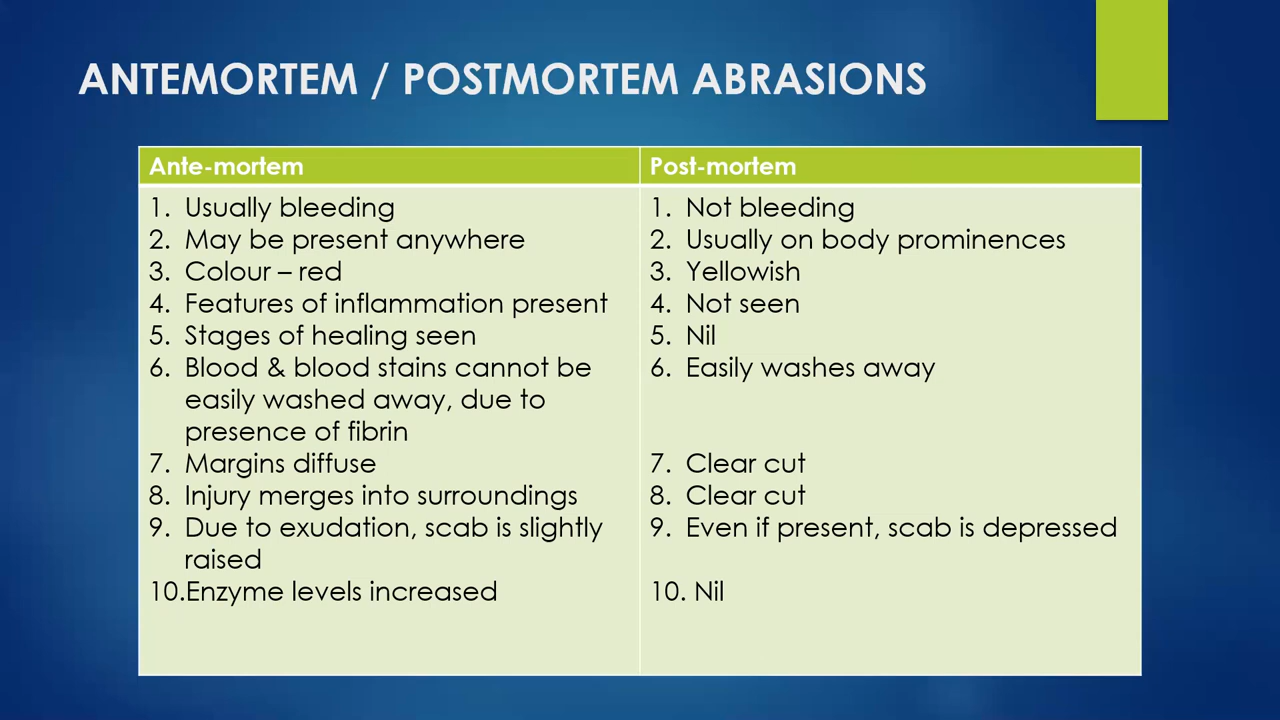 ANTEMORTEM / POSTMORTEM ABRASIONS
Ante-mortem
1. Usually bleeding
2. May be present anywhere
3. Colour – red
4. Features of inflammation present
5. Stages of healing seen
6. Blood & blood stains cannot be
easily washed away, due to
presence of fibrin
7. Margins diffuse
8. Injury merges into surroundings
9. Due to exudation, scab is slightly
raised
10.Enzyme levels increased
Post-mortem
1. Not bleeding
2. Usually on body prominences
3. Yellowish
4. Not seen
5. Nil
6. Easily washes away
7. Clear cut
8. Clear cut
9. Even if present, scab is depressed
10. Nil